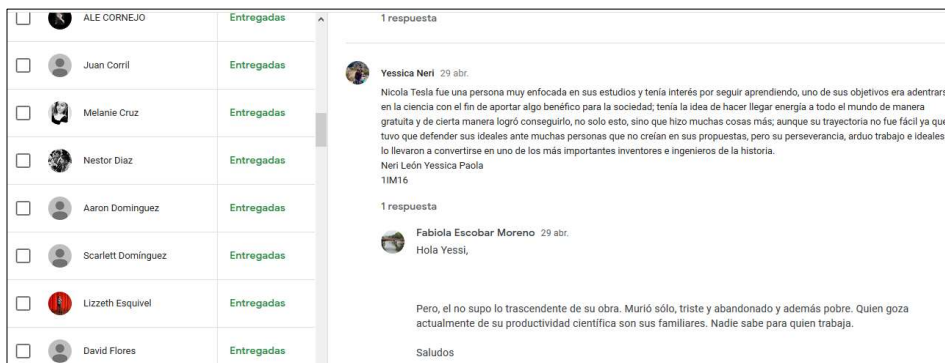 ALE CORNEJO
Entregadas
Juan Corril
Entregadas
Melanie Cruz
Entregadas
Nestor Diaz
Entregadas
Aaron Dominguez
Entregadas
Scarlett Domínguez
Entregadas
Lizzeth Esquivel
Entregadas
David Flores
Entregadas
1 respuesta
Yessica Neri 29 abr.
Nicola Tesla fue una persona muy enfocada en sus estudios y tenía interés por seguir aprendiendo, uno de sus objetivos era adentrars
en la ciencia con el fin de aportar algo benéfico para la sociedad; tenía la idea de hacer llegar energía a todo el mundo de manera
gratuita y de cierta manera logró conseguirlo, no solo esto, sino que hizo muchas cosas más; aunque su trayectoria no fue fácil ya que
tuvo que defender sus ideales ante muchas personas que no creían en sus propuestas, pero su perseverancia, arduo trabajo e ideales
lo llevaron a convertirse en uno de los más importantes inventores e ingenieros de la historia.
Neri León Yessica Paola
1IM16
1 respuesta
Fabiola Escobar Moreno 29 abr.
Hola Yessi,
Pero, el no supo lo trascendente de su obra. Murió sólo, triste y abandonado y además pobre. Quien goza
actualmente de su productividad científica son sus familiares. Nadie sabe para quien trabaja.
Saludos